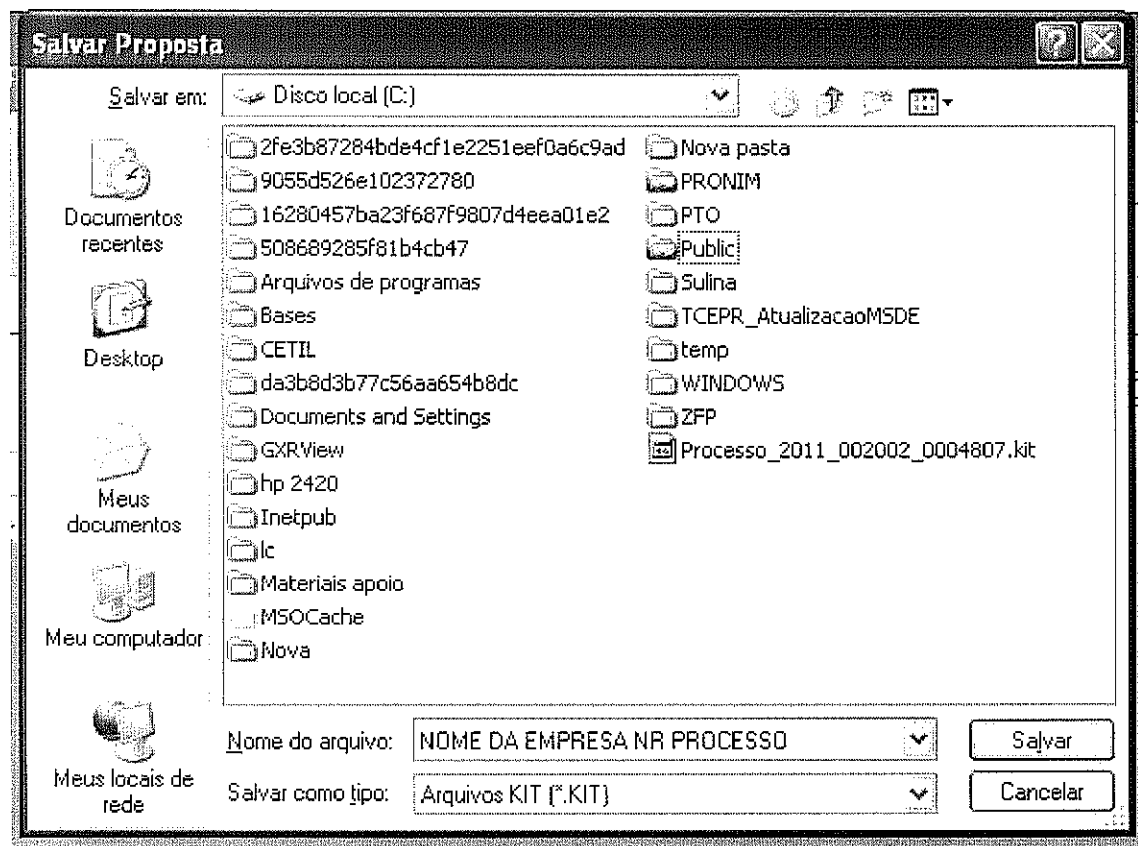 Salvar Proposta
Salvar em:
Disco local (C:)
Documentos
recentes
Desktop
Meus
documentos
Meu computador
Meus locais de
rede
2fe3b87284bde4cf1e2251eef0a6c9ad
9055d526e102372780
16280457ba23f687f9807d4eea01e2
508689285f81b4cb47
Arquivos de programas
Bases
CETIL
da3b8d3b77c56aa654b8dc
Documents and Settings
GXRView
hp 2420
Inetpub
lc
Materiais apoio
MSOCache
Nova
Nova pasta
PRONIM
PTO
Public
Sulina
TCEPR_AtualizacaoMSDE
temp
WINDOWS
ZFP
Processo_2011_002002_0004807.kit
Nome do arquivo:
NOME DA EMPRESA NR PROCESSO
Salvar
Salvar como tipo:
Arquivos KIT (*.KIT)
Cancelar